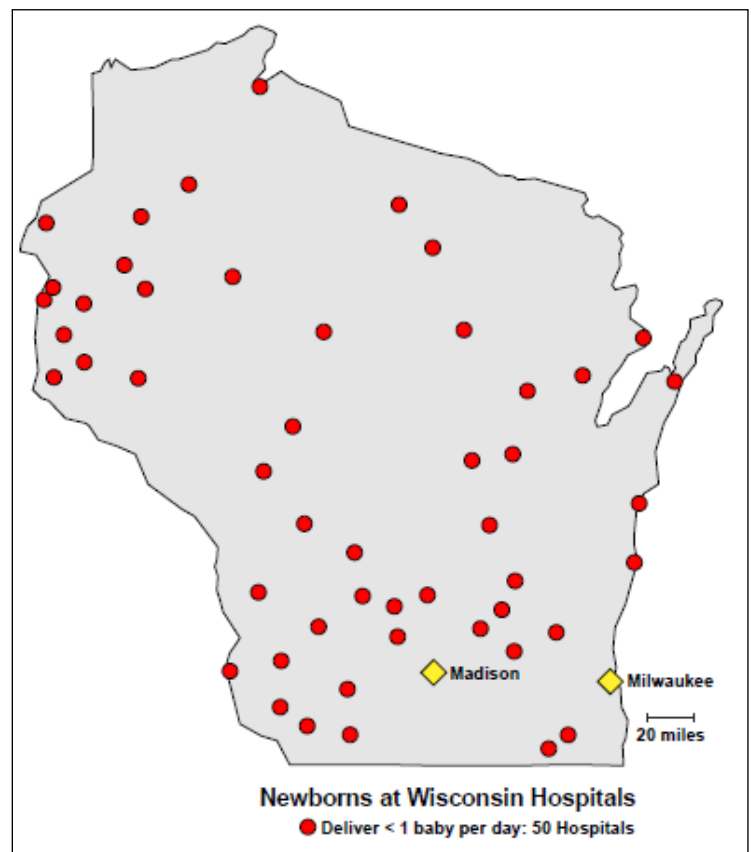 Madison
Milwaukee
20 miles
Newborns at Wisconsin Hospitals
Deliver < 1 baby per day: 50 Hospitals